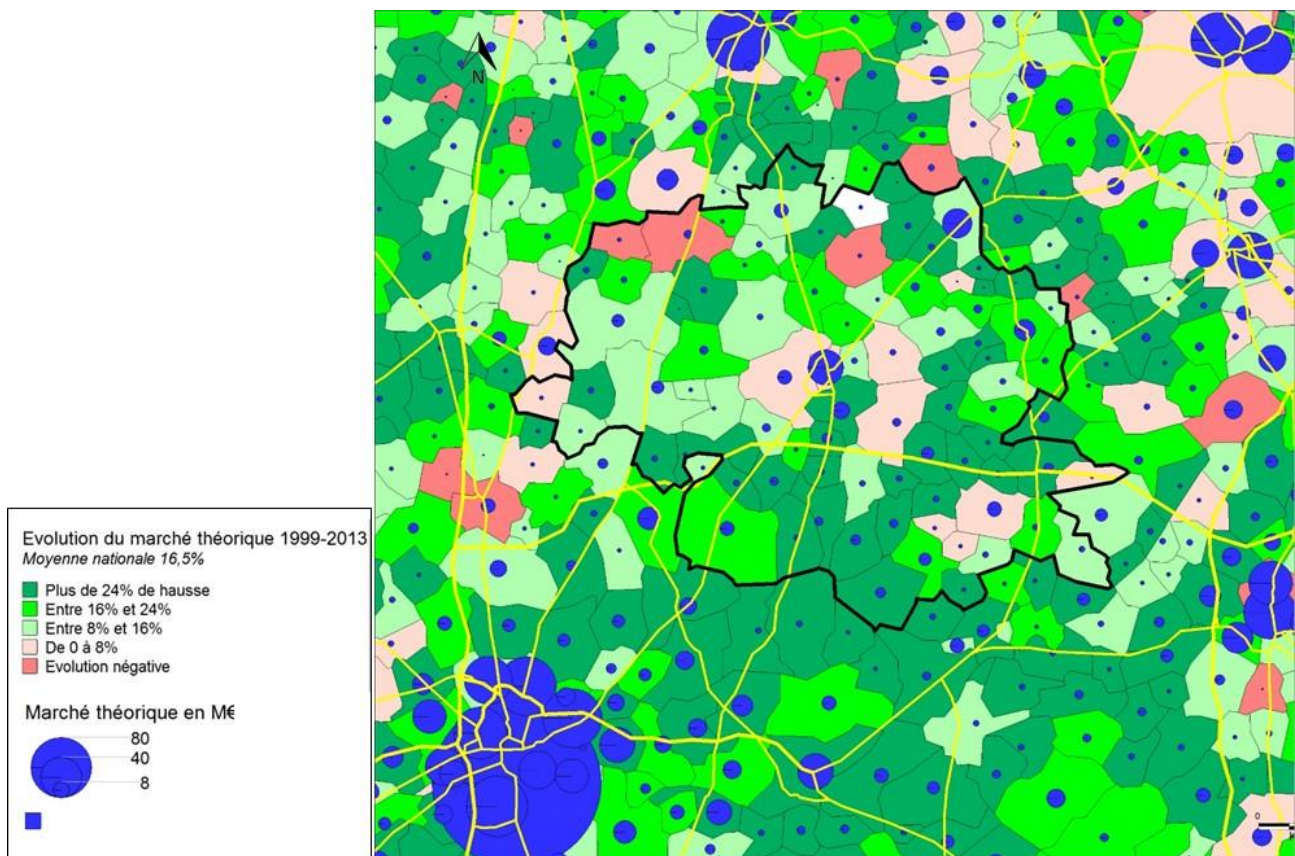 N
Evolution du marché théorique 1999-2013
Moyenne nationale 16,5%
Plus de 24% de hausse
Entre 16% et 24%
Entre 8% et 16%
De 0 à 8%
Evolution négative
Marché théorique en M€
80
40
8
0